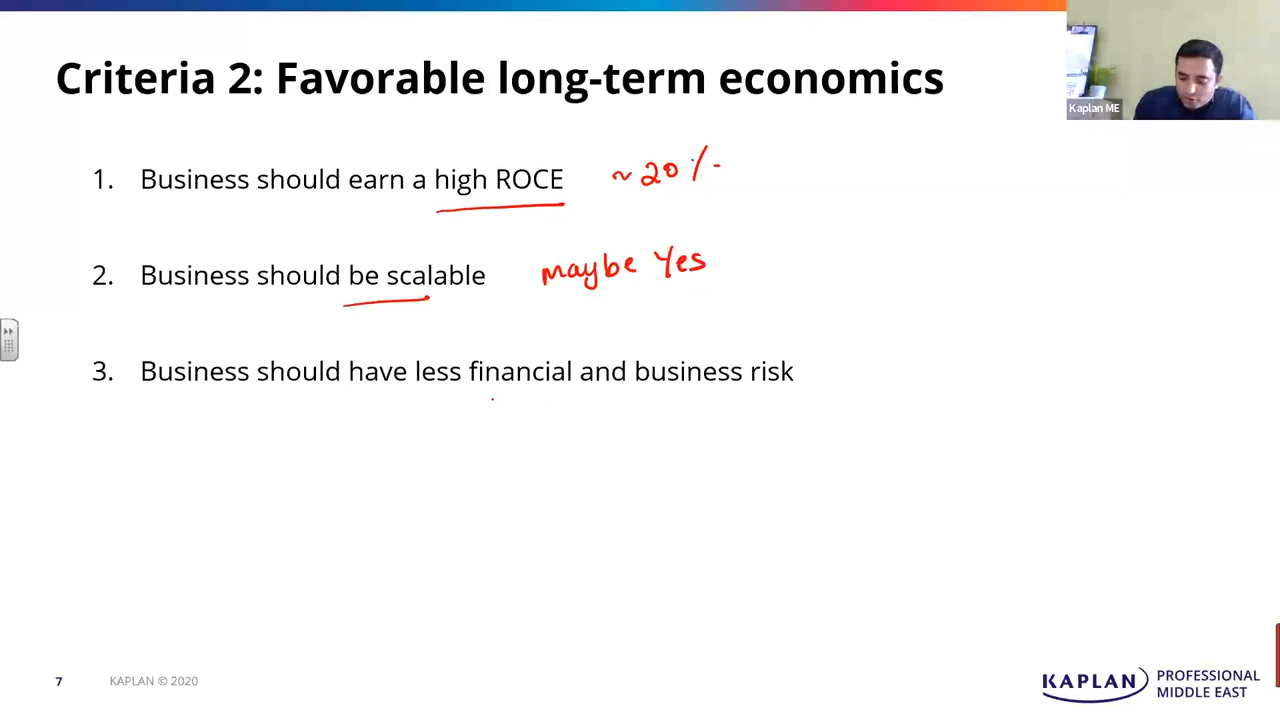 Criteria 2: Favorable long-term economics
Kaplan ME
1. Business should earn a high ROCE ~20%
2. Business should be scalable maybe Yes
3. Business should have less financial and business risk
7 KAPLAN © 2020
KAPLAN PROFESSIONAL
MIDDLE EAST